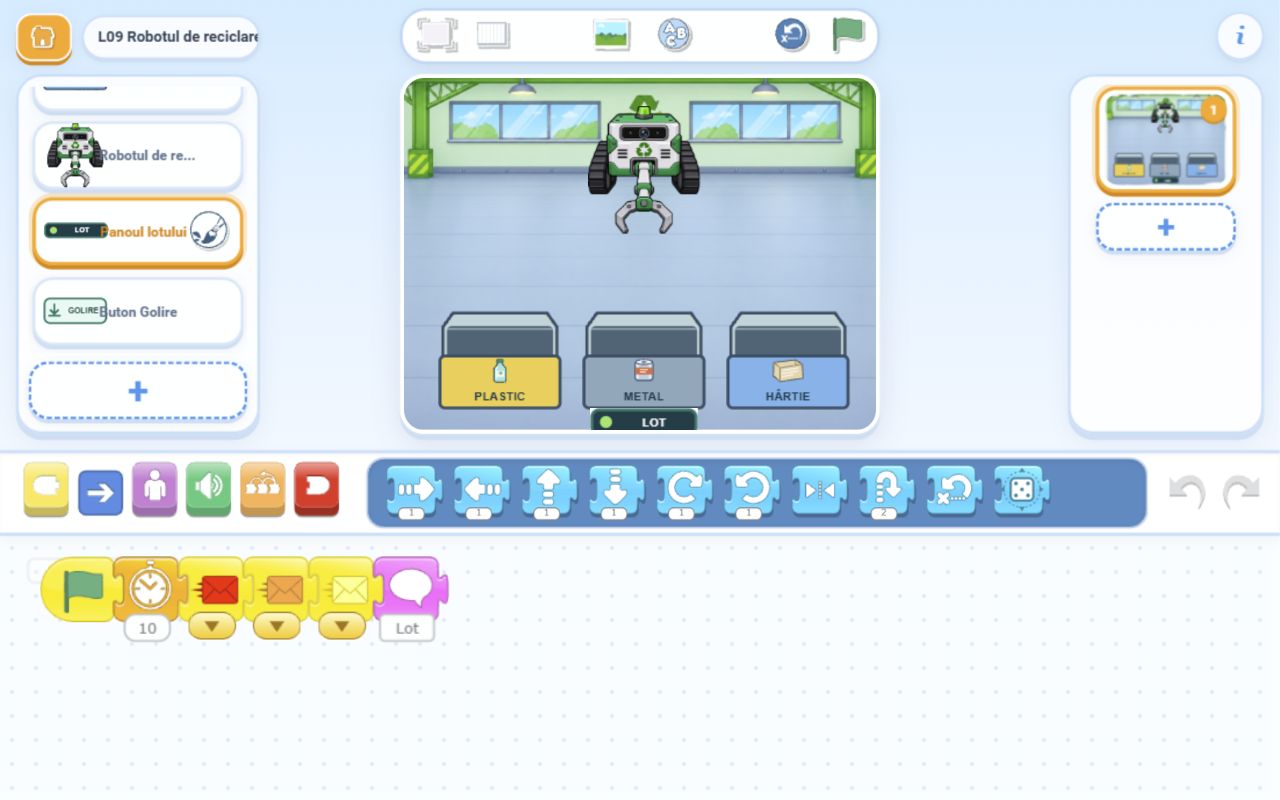 L09 Robotul de reciclare
A B C
x
i
Robotul de re...
LOT
Panoul lotului
GOLIRE
Buton Golire
+
PLASTIC
METAL
HÂRTIE
LOT
1
+
1
1
1
1
1
1
2
x
10
Lot